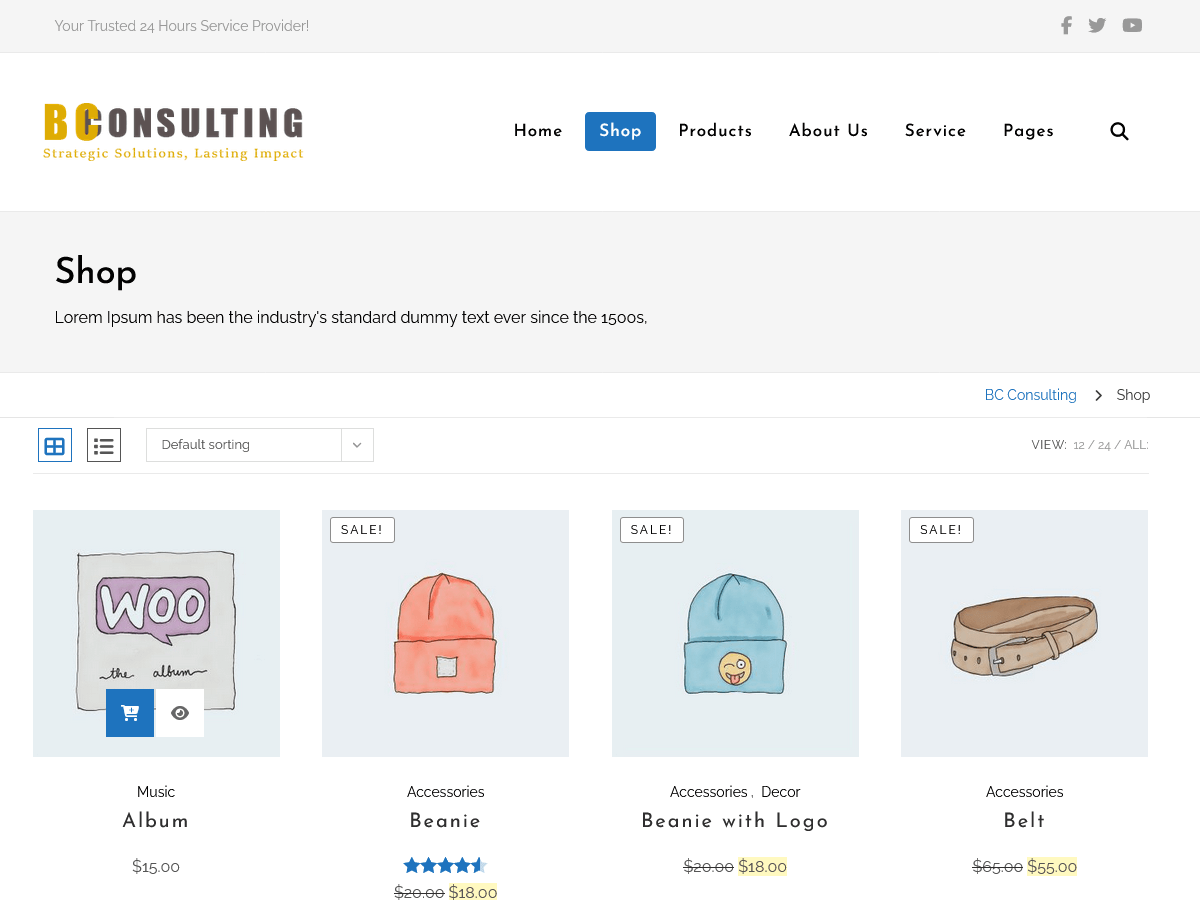 Your Trusted 24 Hours Service Provider!
BCONSULTING
Strategic Solutions, Lasting Impact
Home Shop Products About Us Service Pages
Shop
Lorem Ipsum has been the industry's standard dummy text ever since the 1500s,
BC Consulting Shop
Default sorting
VIEW: 12 / 24 / ALL:
SALE! SALE! SALE!
WOO
the album
Music
Album
$15.00
Accessories
Beanie
$20.00 $18.00
Accessories , Decor
Beanie with Logo
$20.00 $18.00
Accessories
Belt
$65.00 $55.00